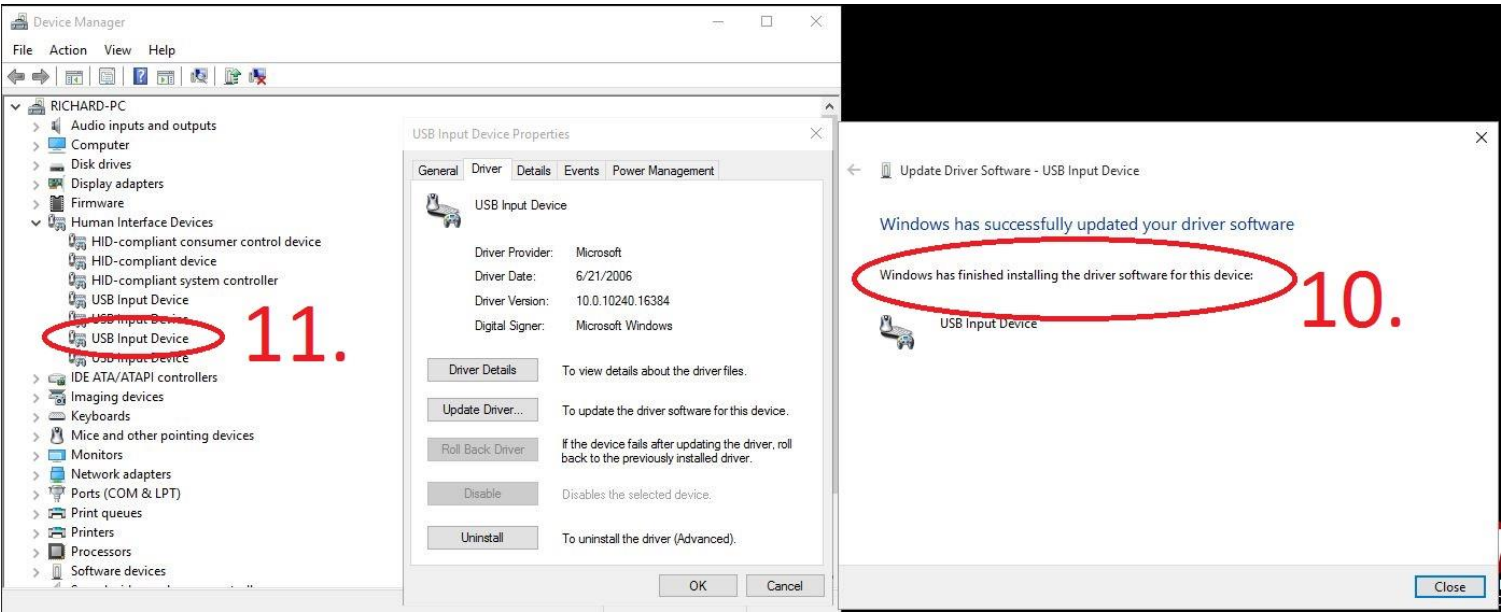 Device Manager
File Action View Help
RICHARD-PC
Audio inputs and outputs
Computer
Disk drives
Display adapters
Firmware
Human Interface Devices
HID-compliant consumer control device
HID-compliant device
HID-compliant system controller
USB Input Device
USB Input Device
USB Input Device
USB Input Device
IDE ATA/ATAPI controllers
Imaging devices
Keyboards
Mice and other pointing devices
Monitors
Network adapters
Ports (COM & LPT)
Print queues
Printers
Processors
Software devices
11.
USB Input Device Properties
General Driver Details Events Power Management
USB Input Device
Driver Provider: Microsoft
Driver Date: 6/21/2006
Driver Version: 10.0.10240.16384
Digital Signer: Microsoft Windows
Driver Details To view details about the driver files.
Update Driver... To update the driver software for this device.
Roll Back Driver If the device fails after updating the driver, roll
back to the previously installed driver.
Disable Disables the selected device.
Uninstall To uninstall the driver (Advanced).
OK Cancel
Update Driver Software - USB Input Device
Windows has successfully updated your driver software
Windows has finished installing the driver software for this device:
10.
USB Input Device
Close